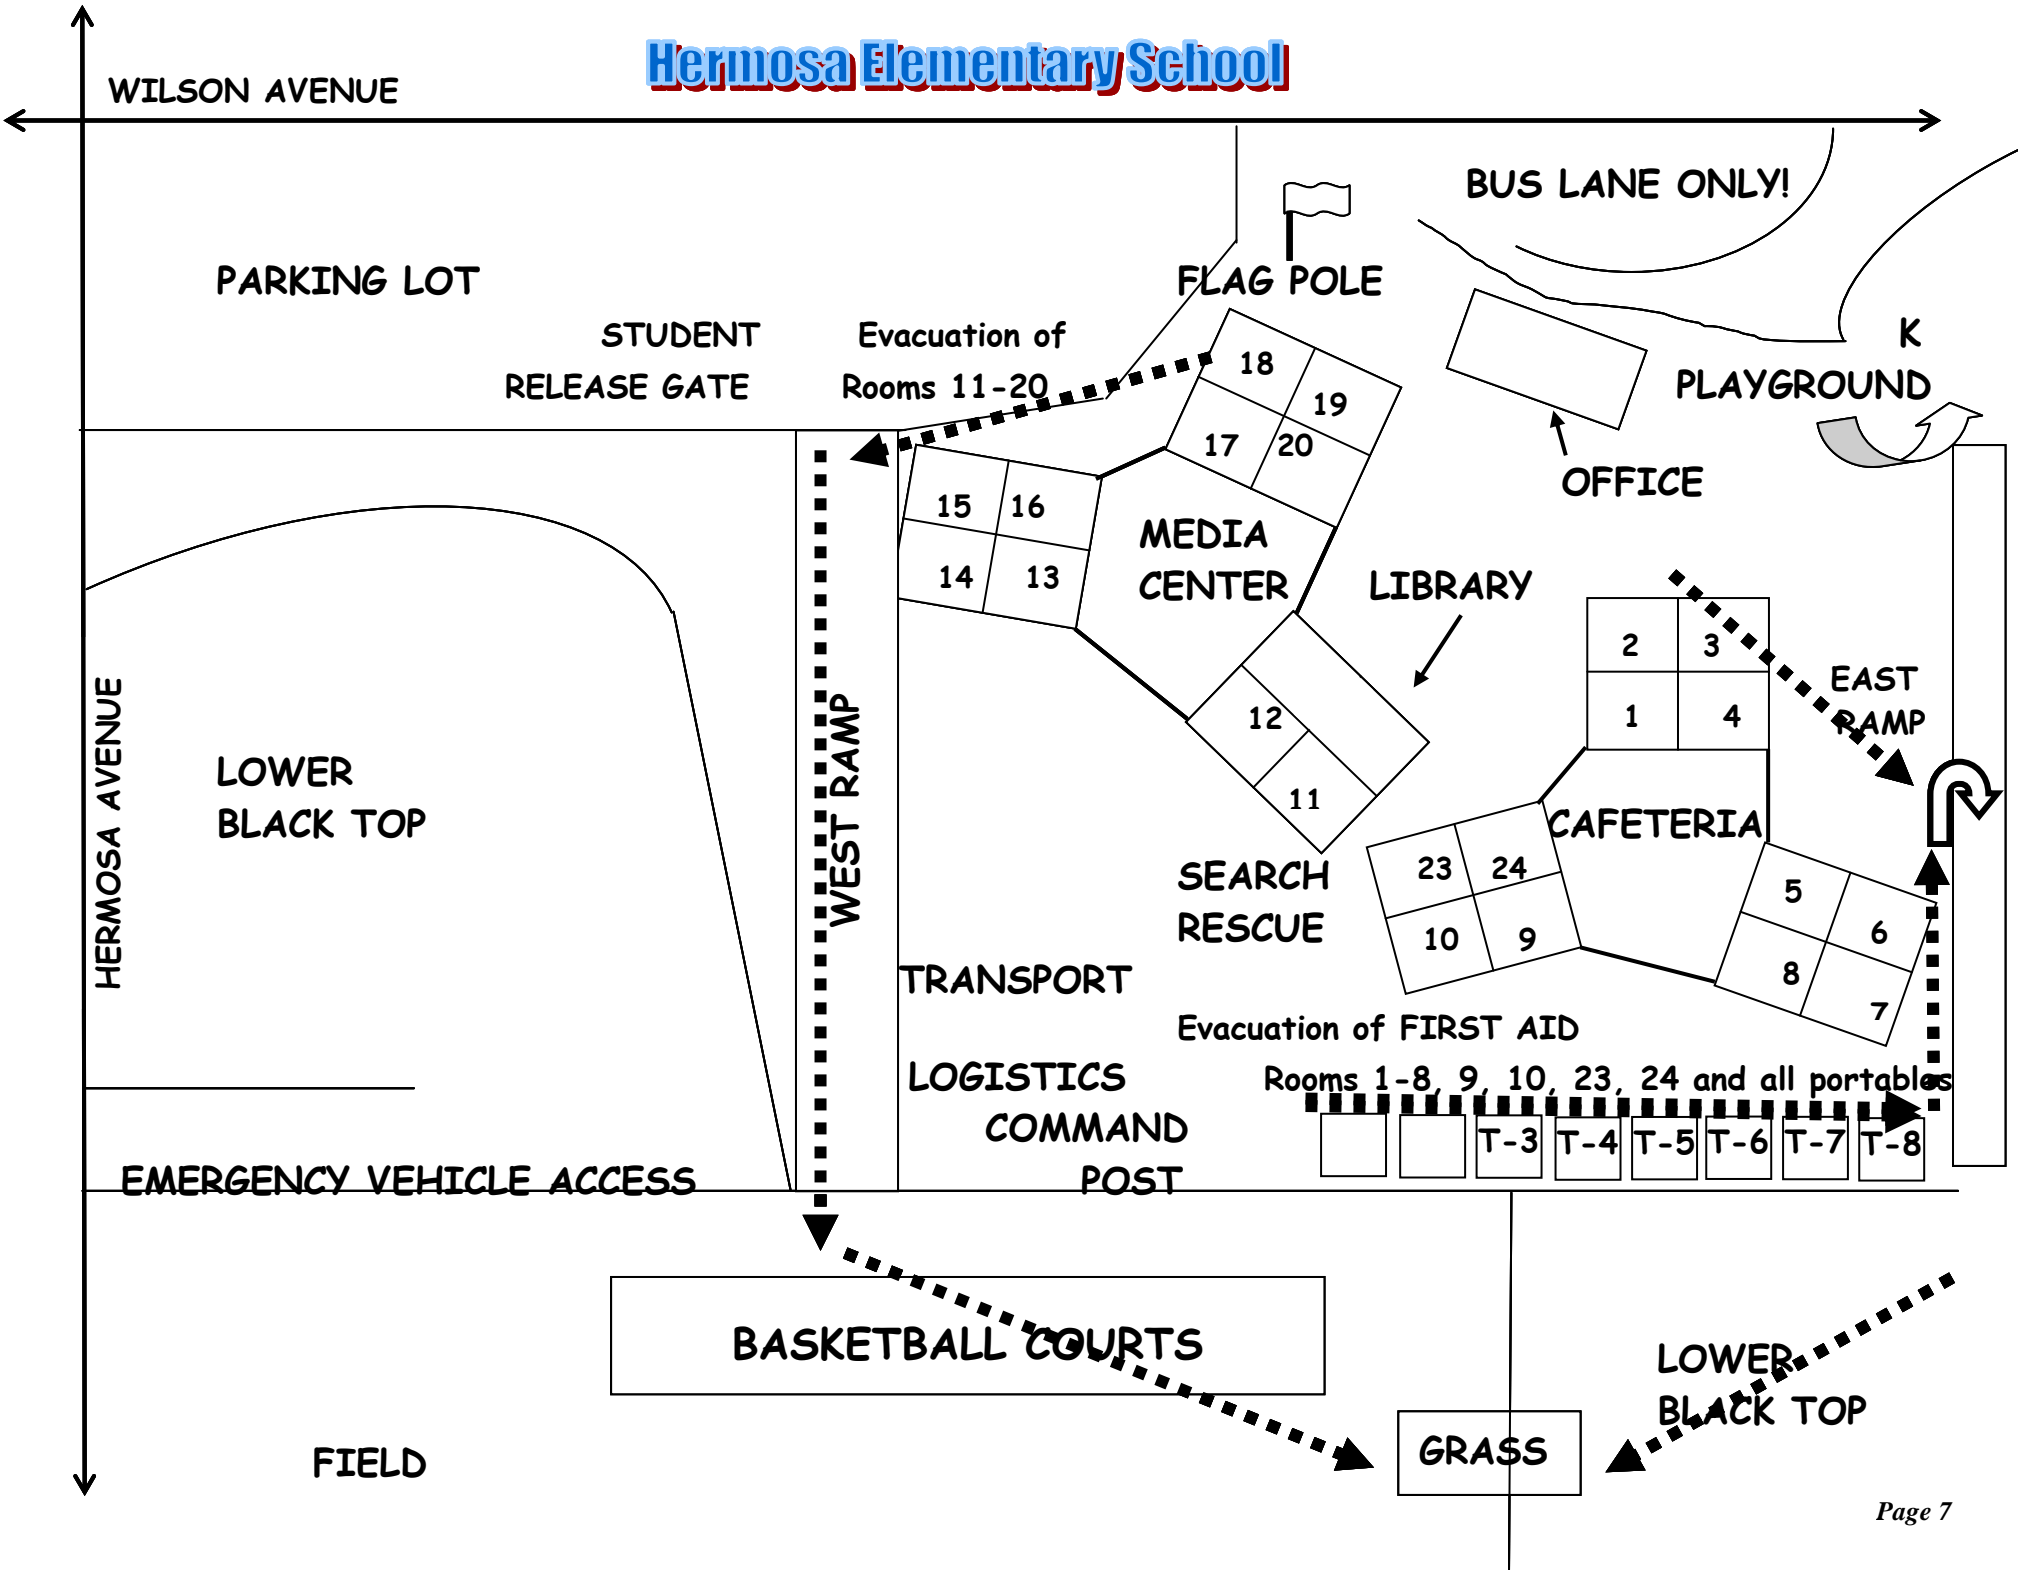 Hermosa Elementary School
WILSON AVENUE
BUS LANE ONLY!
PARKING LOT
FLAG POLE
STUDENT
RELEASE GATE
Evacuation of
Rooms 11-20
K
PLAYGROUND
18
19
17
20
OFFICE
15
16
14
13
MEDIA
CENTER
LIBRARY
2
3
1
4
EAST
RAMP
HERMOSA AVENUE
LOWER
BLACK TOP
WEST RAMP
12
11
CAFETERIA
SEARCH
RESCUE
23
24
10
9
5
6
8
7
TRANSPORT
Evacuation of FIRST AID
LOGISTICS
Rooms 1-8, 9, 10, 23, 24 and all portables
COMMAND
POST
T-3
T-4
T-5
T-6
T-7
T-8
EMERGENCY VEHICLE ACCESS
BASKETBALL COURTS
LOWER
BLACK TOP
GRASS
FIELD
Page 7